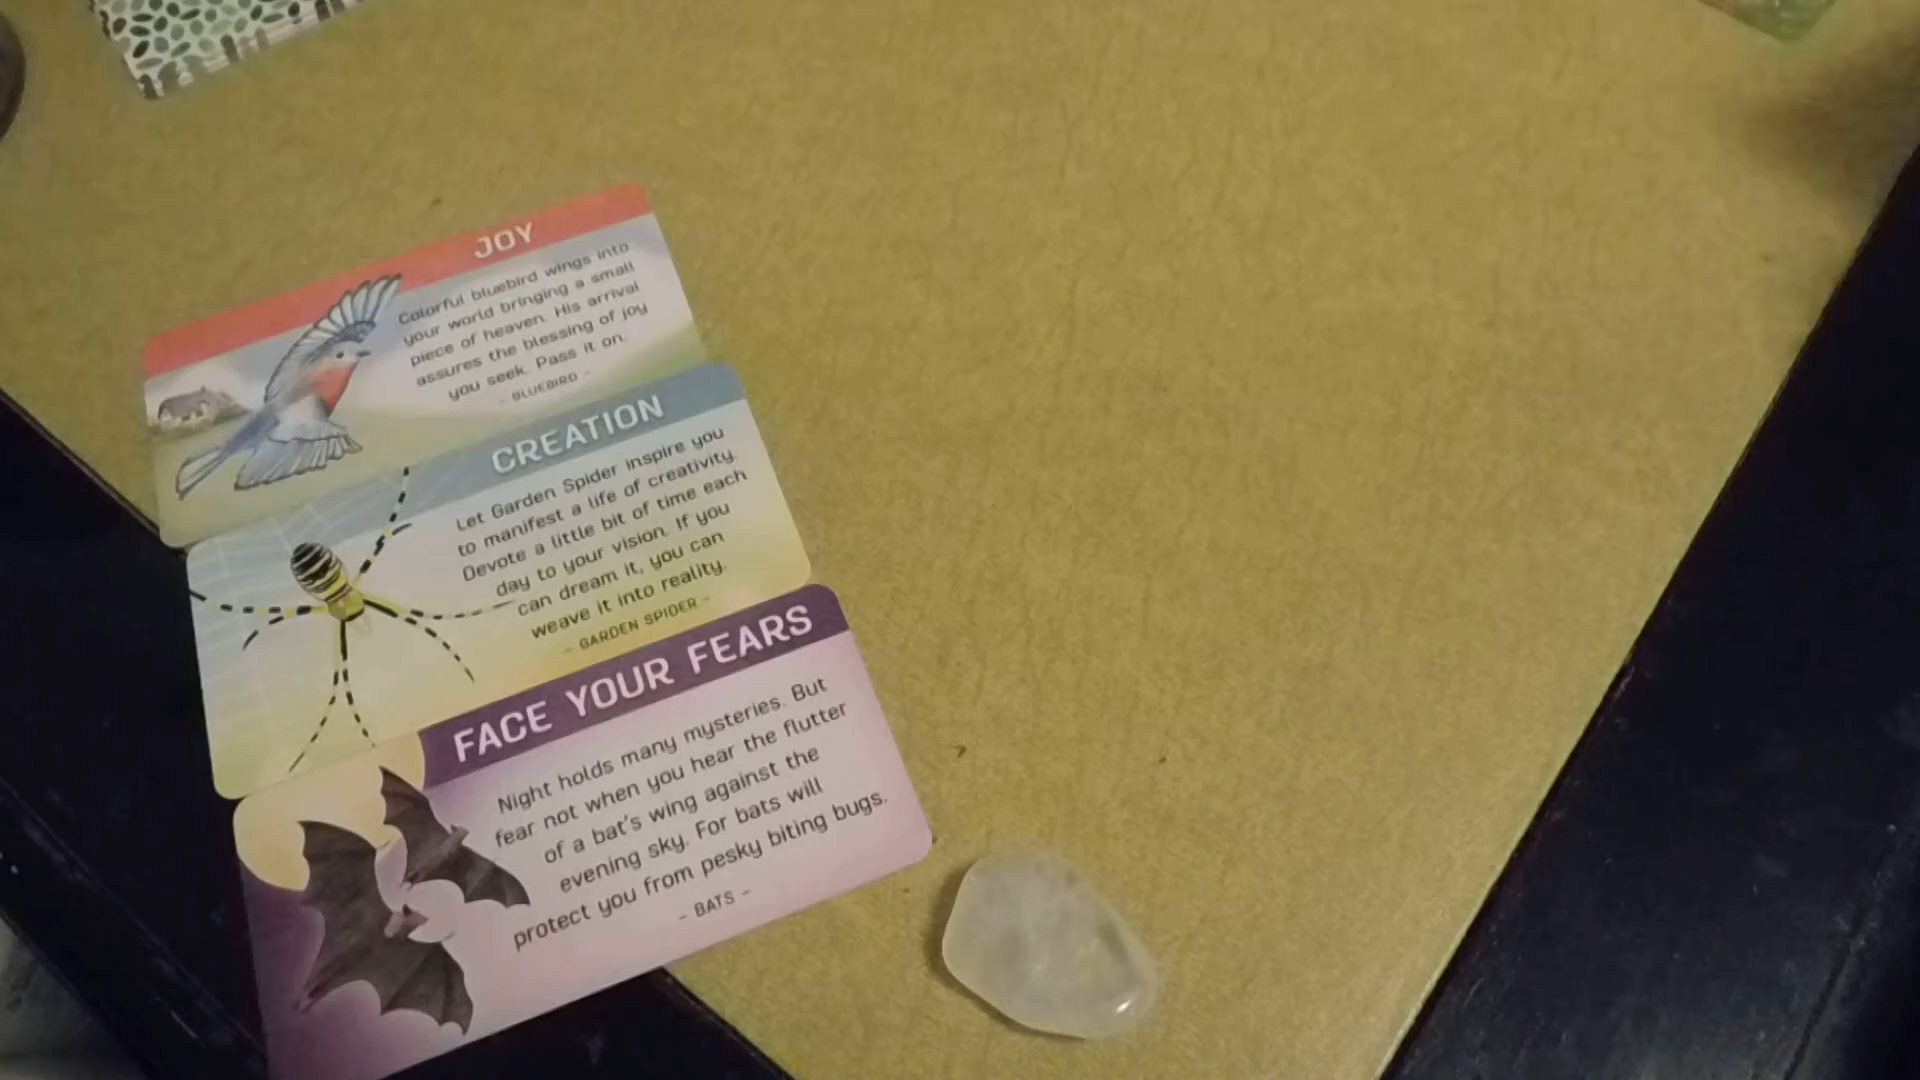 JOY
Colorful bluebird wings into
your world bringing a small
piece of heaven. His arrival
assures the blessing of joy
you seek. Pass it on.
- BLUEBIRD -
CREATION
Let Garden Spider inspire you
to manifest a life of creativity.
Devote a little bit of time each
day to your vision. If you
can dream it, you can
weave it into reality.
- GARDEN SPIDER -
FACE YOUR FEARS
Night holds many mysteries. But
fear not when you hear the flutter
of a bat's wing against the
evening sky. For bats will
protect you from pesky biting bugs.
- BATS -